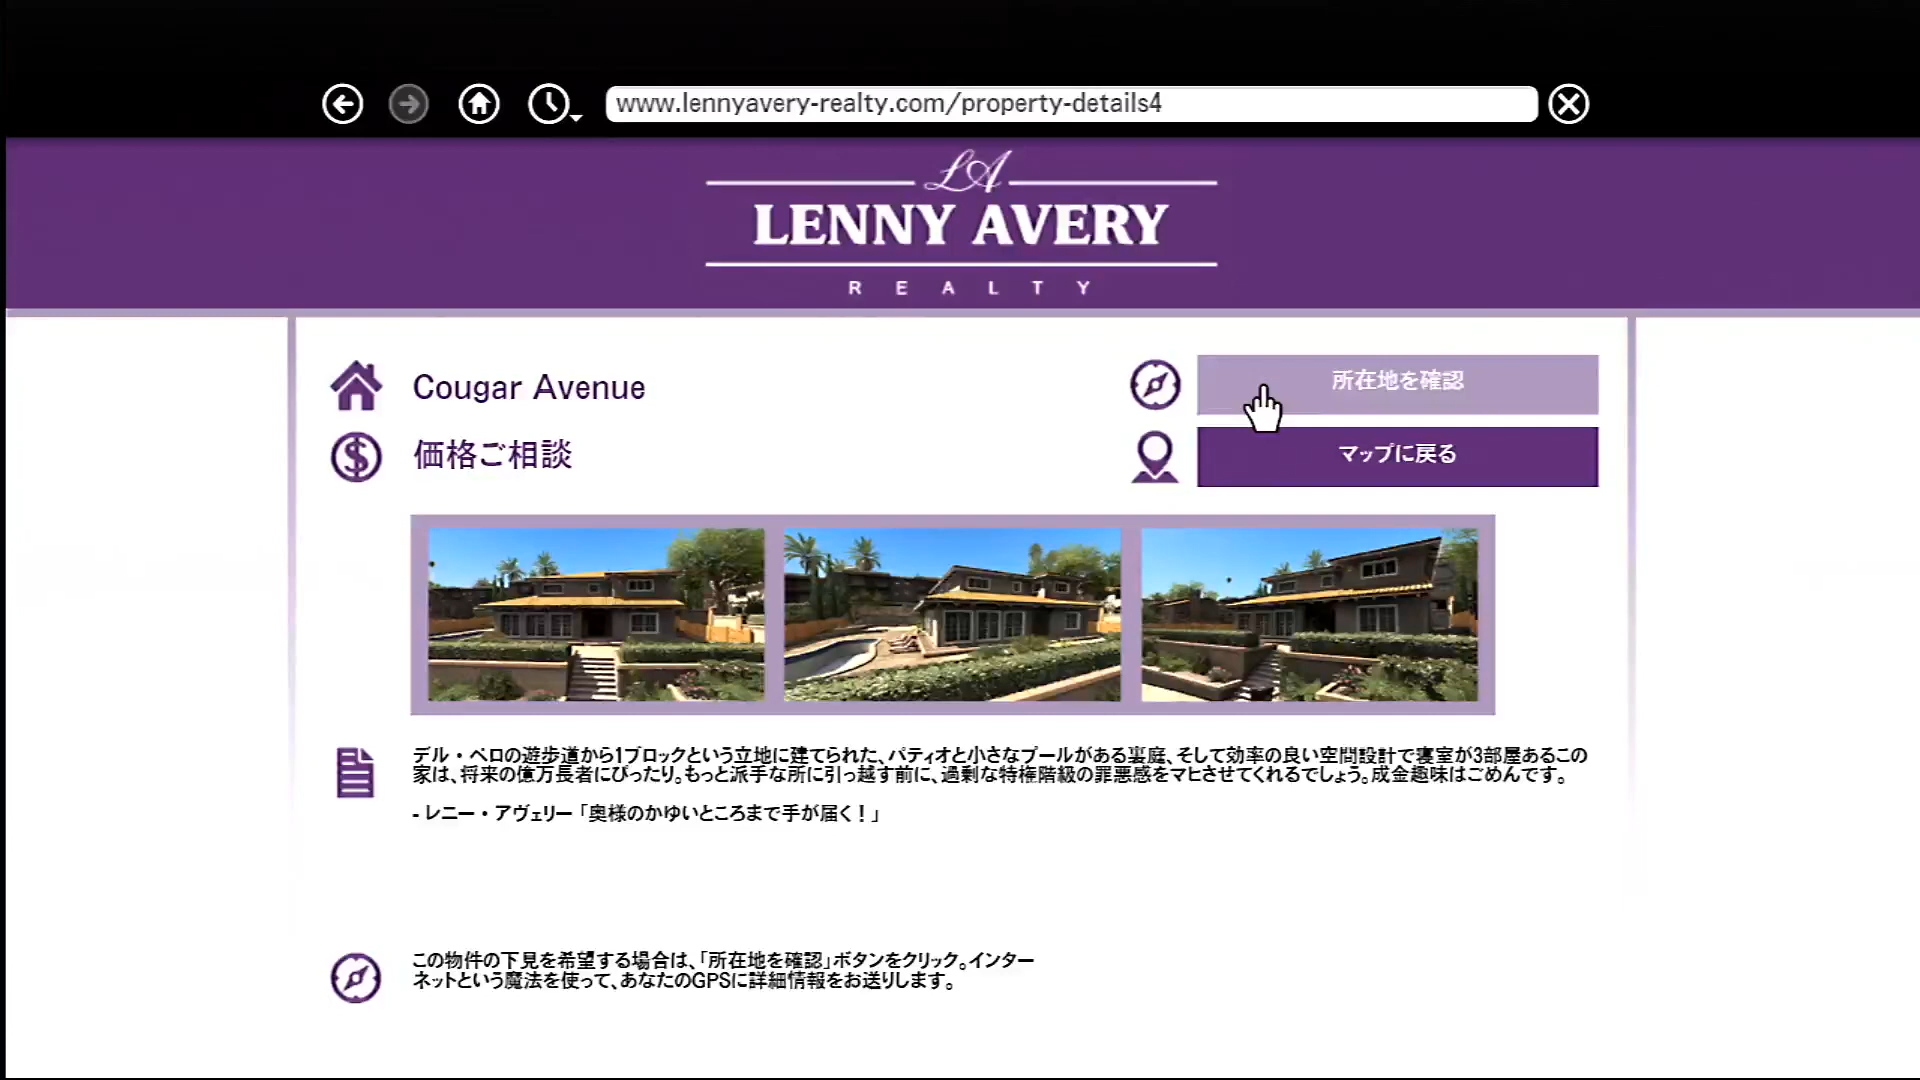 www.lennyavery-realty.com/property-details4
LA
LENNY AVERY
REALTY
Cougar Avenue
所在地を確認
価格ご相談
マップに戻る
デル・ペロの遊歩道から1ブロックという立地に建てられた、パティオと小さなプールがある裏庭、そして効率の良い空間設計で寝室が3部屋あるこの
家は、将来の億万長者にぴったり。もっと派手な所に引っ越す前に、過剰な特権階級の罪悪感をマヒさせてくれるでしょう。成金趣味はごめんです。
- レニー・アヴェリー 「奥様のかゆいところまで手が届く！」
この物件の下見を希望する場合は、「所在地を確認」ボタンをクリック。インター
ネットという魔法を使って、あなたのGPSに詳細情報をお送りします。